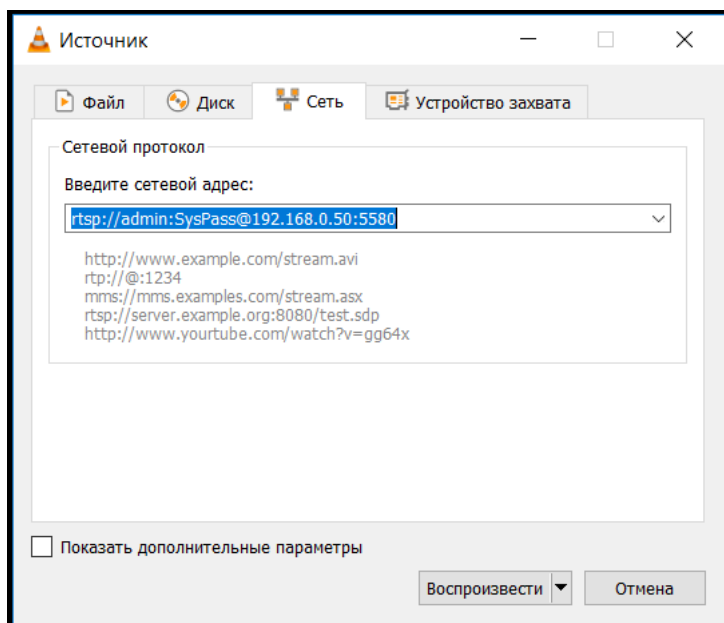 Источник
Файл Диск Сеть Устройство захвата
Сетевой протокол
Введите сетевой адрес:
rtsp://admin:SysPass@192.168.0.50:5580
http://www.example.com/stream.avi
rtp://@:1234
mms://mms.examples.com/stream.asx
rtsp://server.example.org:8080/test.sdp
http://www.yourtube.com/watch?v=gg64x
Показать дополнительные параметры
Воспроизвести Отмена